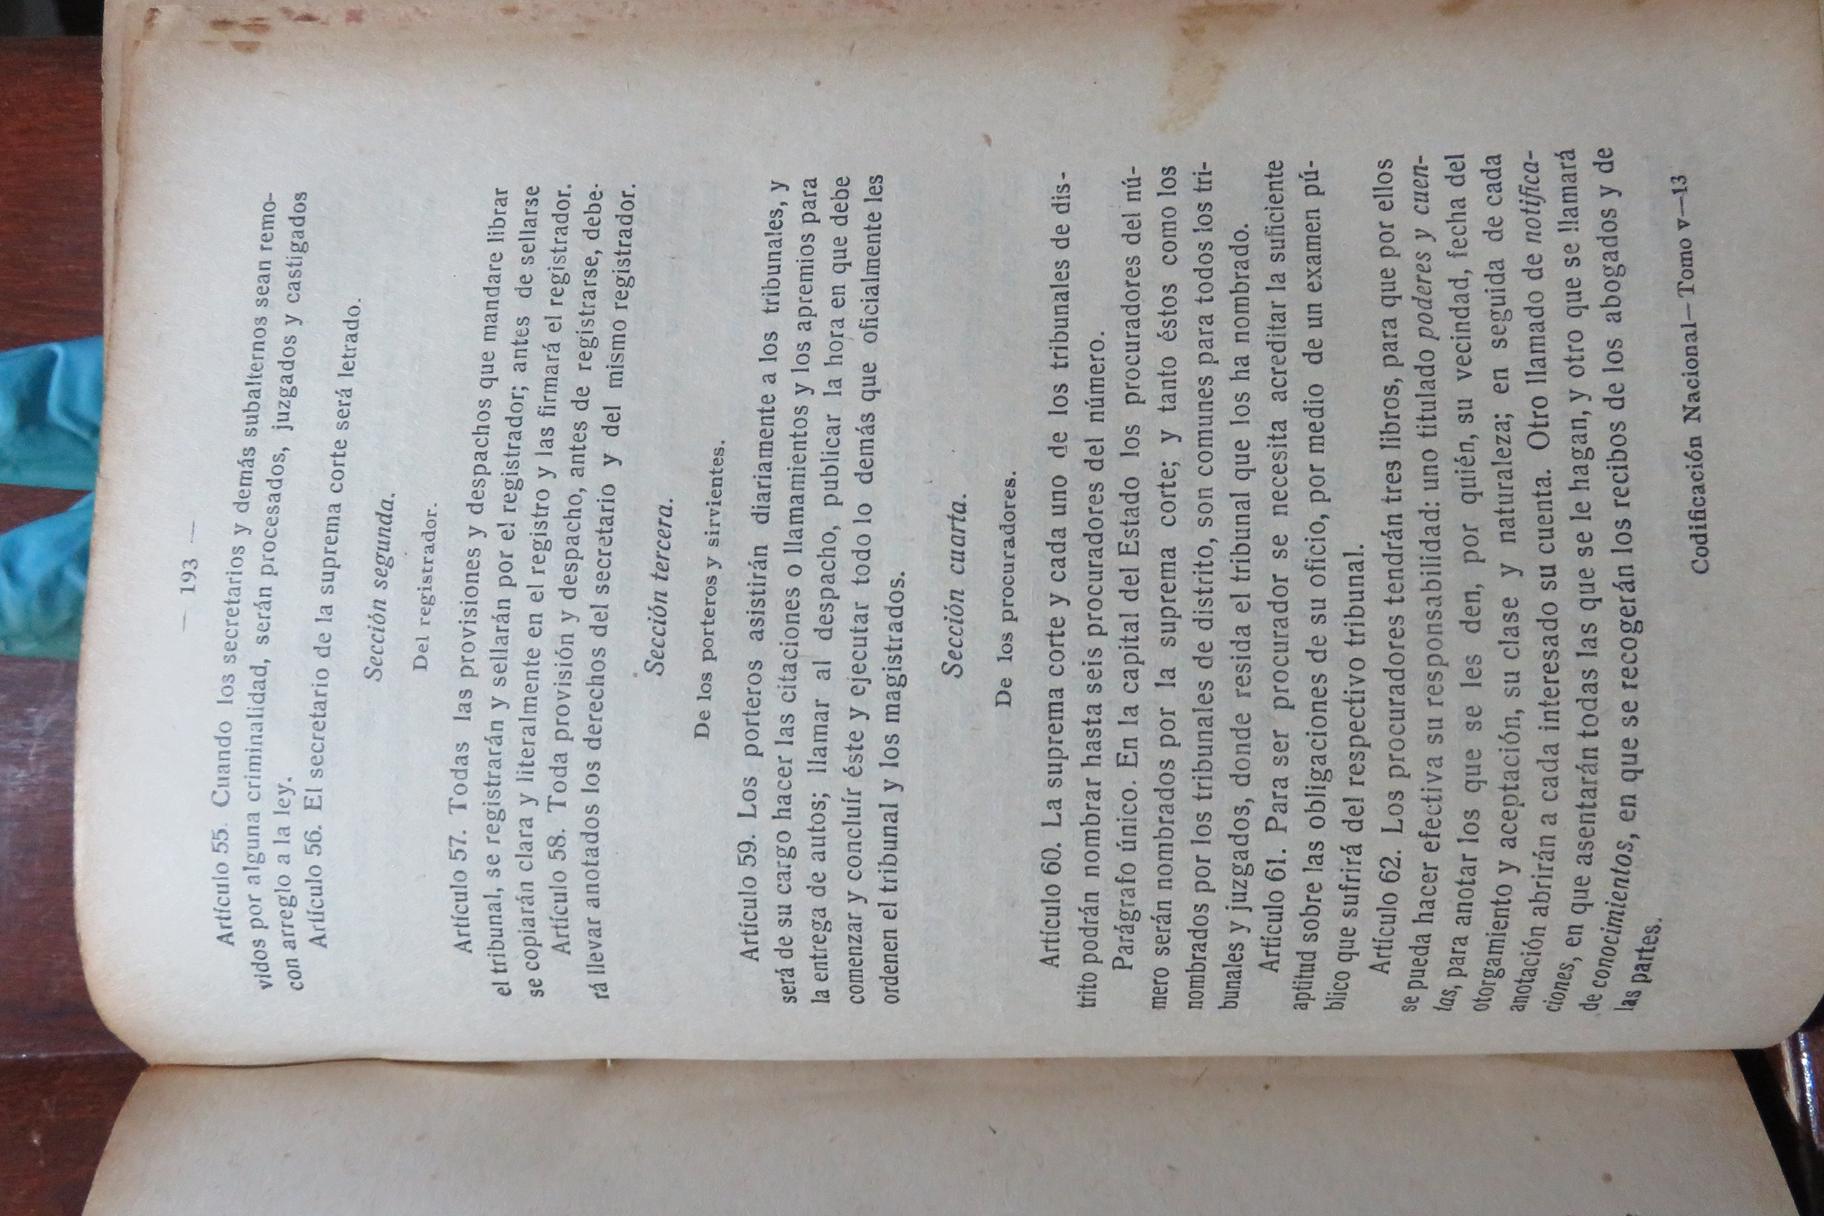 — 193 —
Artículo 55. Cuando los secretarios y demás subalternos sean remo-
vidos por alguna criminalidad, serán procesados, juzgados y castigados
con arreglo a la ley.
Artículo 56. El secretario de la suprema corte será letrado.
Sección segunda.
Del registrador.
Artículo 57. Todas las provisiones y despachos que mandare librar
el tribunal, se registrarán y sellarán por el registrador; antes de sellarse
se copiarán clara y literalmente en el registro y las firmará el registrador.
Artículo 58. Toda provisión y despacho, antes de registrarse, debe-
rá llevar anotados los derechos del secretario y del mismo registrador.
Sección tercera.
De los porteros y sirvientes.
Artículo 59. Los porteros asistirán diariamente a los tribunales, y
será de su cargo hacer las citaciones o llamamientos y los apremios para
la entrega de autos; llamar al despacho, publicar la hora en que debe
comenzar y concluír éste y ejecutar todo lo demás que oficialmente les
ordenen el tribunal y los magistrados.
Sección cuarta.
De los procuradores.
Artículo 60. La suprema corte y cada uno de los tribunales de dis-
trito podrán nombrar hasta seis procuradores del número.
Parágrafo único. En la capital del Estado los procuradores del nú-
mero serán nombrados por la suprema corte; y tanto éstos como los
nombrados por los tribunales de distrito, son comunes para todos los tri-
bunales y juzgados, donde resida el tribunal que los ha nombrado.
Artículo 61. Para ser procurador se necesita acreditar la suficiente
aptitud sobre las obligaciones de su oficio, por medio de un examen pú-
blico que sufrirá del respectivo tribunal.
Artículo 62. Los procuradores tendrán tres libros, para que por ellos
se pueda hacer efectiva su responsabilidad: uno titulado poderes y cuen-
tas, para anotar los que se les den, por quién, su vecindad, fecha del
otorgamiento y aceptación, su clase y naturaleza; en seguida de cada
anotación abrirán a cada interesado su cuenta. Otro llamado de notifica-
ciones, en que asentarán todas las que se le hagan, y otro que se llamará
de conocimientos, en que se recogerán los recibos de los abogados y de
las partes.
Codificación Nacional—Tomo V—13